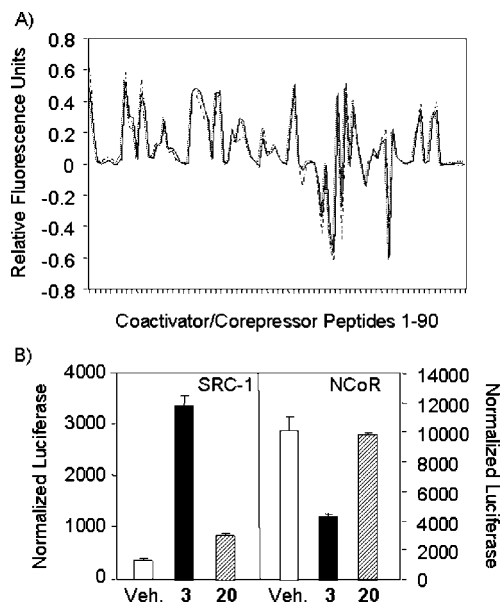 A)
Relative Fluorescence Units
0.8
0.6
0.4
0.2
0
-0.2
-0.4
-0.6
-0.8
Coactivator/Corepressor Peptides 1-90
B)
Normalized Luciferase
4000
3000
2000
1000
0
SRC-1
NCoR
14000
12000
10000
8000
6000
4000
2000
0
Normalized Luciferase
Veh. 3 20 Veh. 3 20